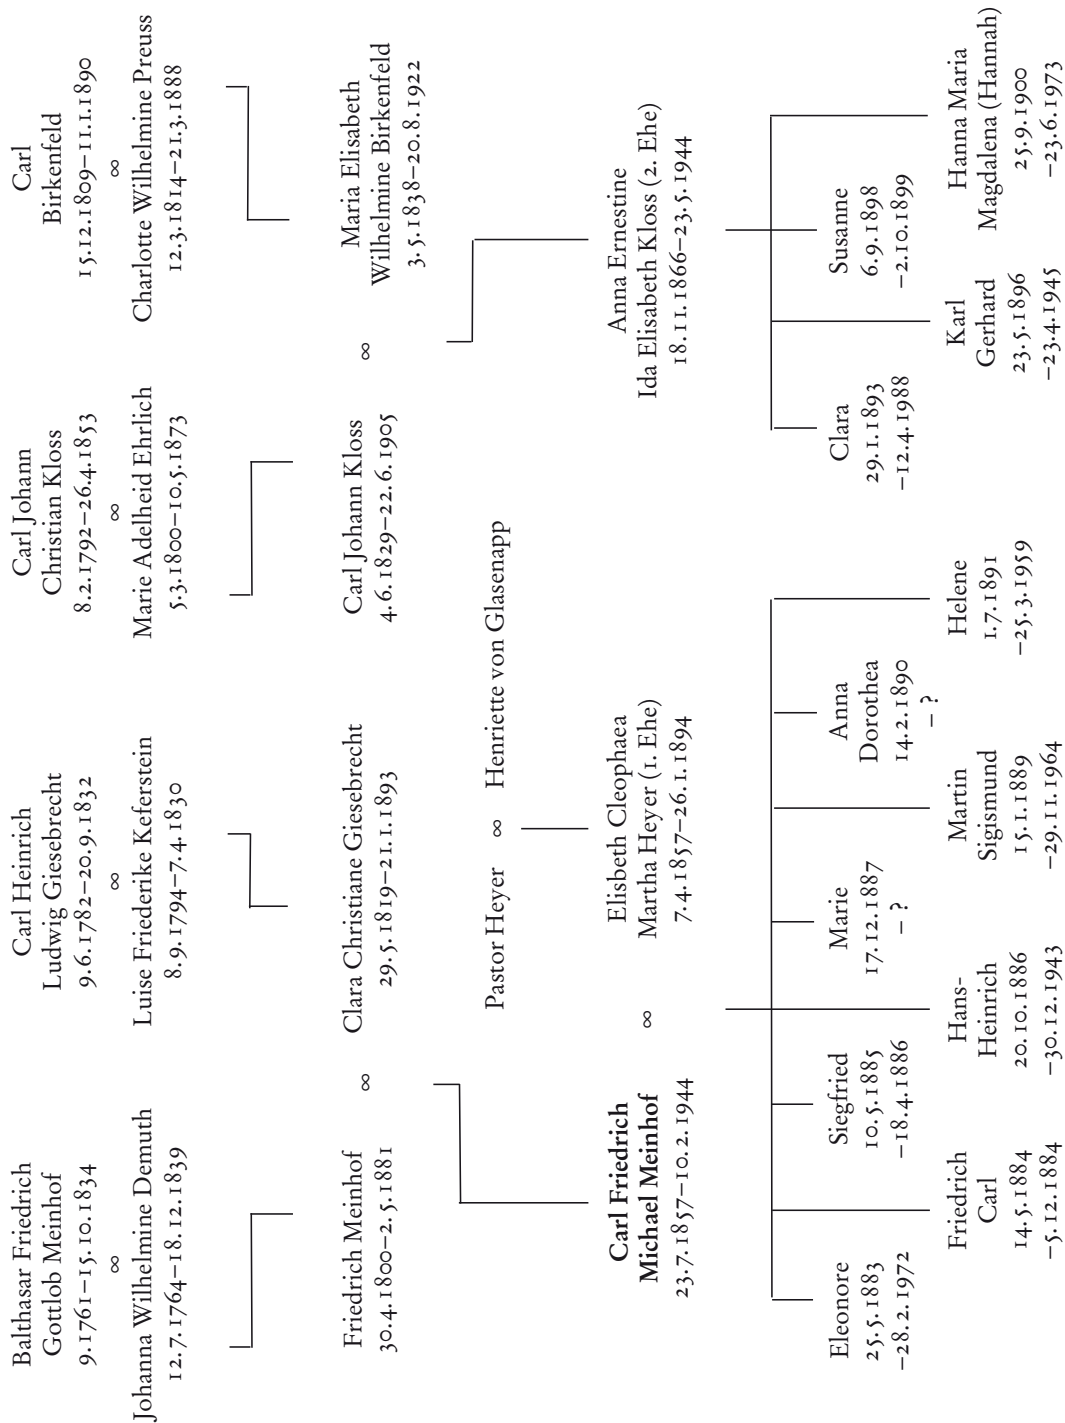 Balthasar Friedrich
Gottlob Meinhof
9.1761–15.10.1834
∞
Johanna Wilhelmine Demuth
12.7.1764–18.12.1839
Carl Heinrich
Ludwig Giesebrecht
9.6.1782–20.9.1832
∞
Luise Friederike Keferstein
8.9.1794–7.4.1830
Carl Johann
Christian Kloss
8.2.1792–26.4.1853
∞
Marie Adelheid Ehrlich
5.3.1800–10.5.1873
Carl
Birkenfeld
15.12.1809–11.1.1890
∞
Charlotte Wilhelmine Preuss
12.3.1814–21.3.1888
Friedrich Meinhof
30.4.1800–2.5.1881
∞
Clara Christiane Giesebrecht
29.5.1819–21.1.1893
Carl Johann Kloss
4.6.1829–22.6.1905
∞
Maria Elisabeth
Wilhelmine Birkenfeld
3.5.1838–20.8.1922
Pastor Heyer ∞ Henriette von Glasenapp
Carl Friedrich
Michael Meinhof
23.7.1857–10.2.1944
∞
Elisbeth Cleophaea
Martha Heyer (1. Ehe)
7.4.1857–26.1.1894
Anna Ernestine
Ida Elisabeth Kloss (2. Ehe)
18.11.1866–23.5.1944
Eleonore
25.5.1883
–28.2.1972
Friedrich
Carl
14.5.1884
–5.12.1884
Siegfried
10.5.1885
–18.4.1886
Hans-
Heinrich
20.10.1886
–30.12.1943
Marie
17.12.1887
– ?
Martin
Sigismund
15.1.1889
–29.11.1964
Anna
Dorothea
14.2.1890
– ?
Helene
1.7.1891
–25.3.1959
Clara
29.1.1893
–12.4.1988
Karl
Gerhard
23.5.1896
–23.4.1945
Susanne
6.9.1898
–2.10.1899
Hanna Maria
Magdalena (Hannah)
25.9.1900
–23.6.1973